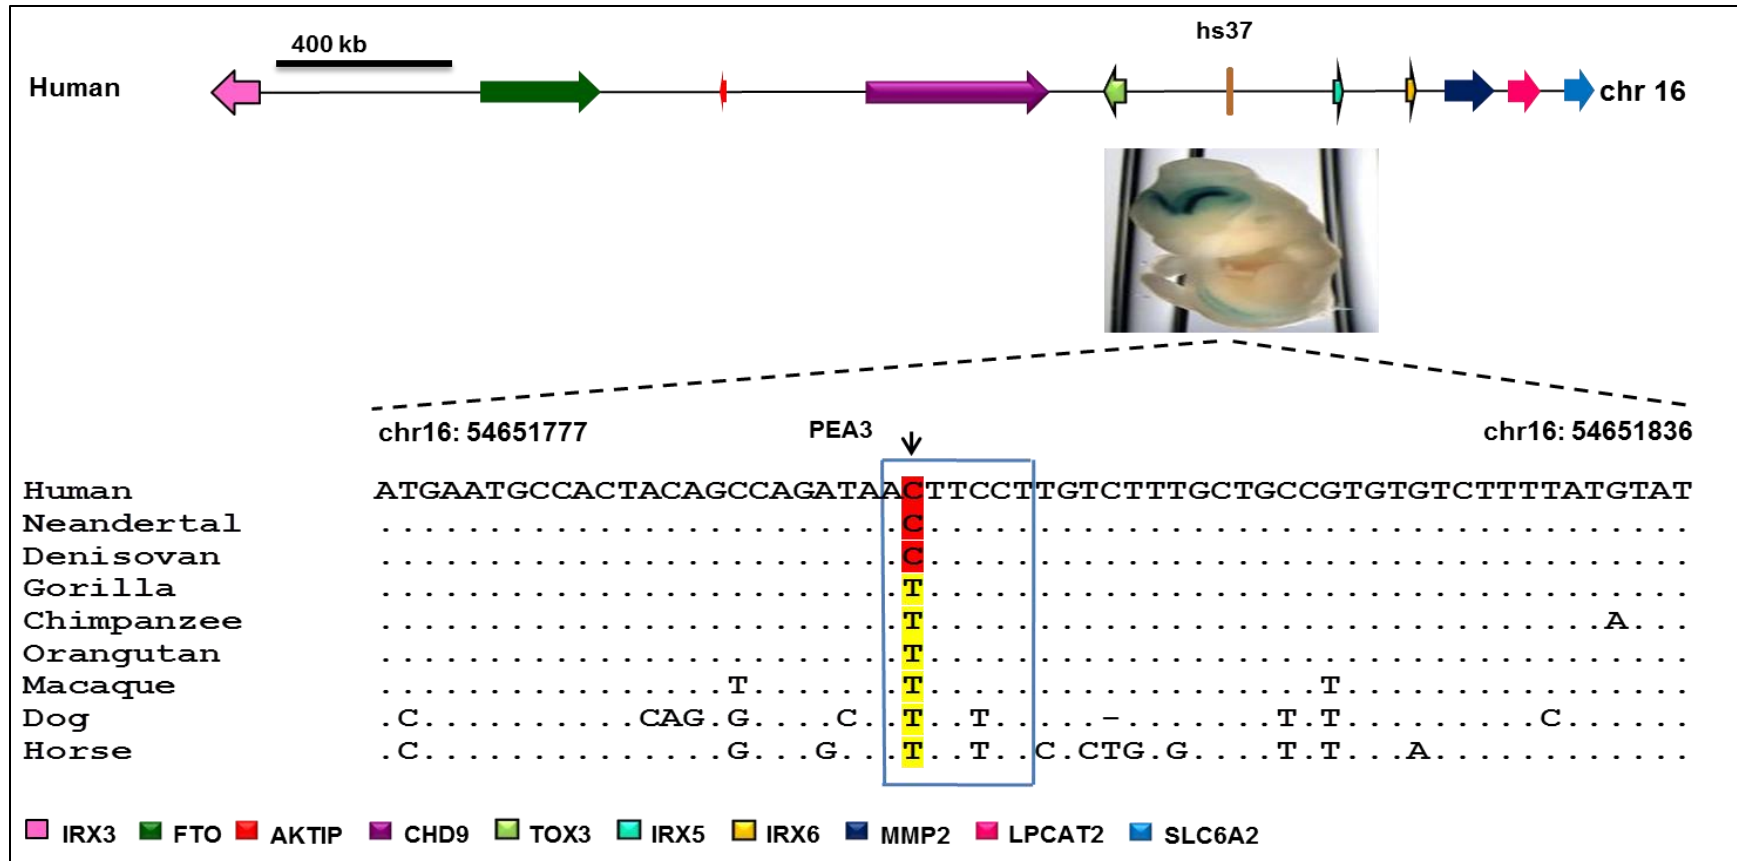 400 kb
hs37
Human
chr 16
chr16: 54651777
PEA3
chr16: 54651836
Human ATGAATGCCACTACAGCCAGATAACTTCCTTGTCTTTGCTGCCGTGTGTCTTTTATGTAT
Neandertal ........................C...................................
Denisovan ........................C...................................
Gorilla ........................T...................................
Chimpanzee ........................T...............................A...
Orangutan ........................T...................................
Macaque ................T.......T..................T................
Dog .C..........CAG.G....C..T..T.....-.......T.T.........C......
Horse .C..............G...G...T..T..C.CTG.G....T.T...A............
IRX3 FTO AKTIP CHD9 TOX3 IRX5 IRX6 MMP2 LPCAT2 SLC6A2